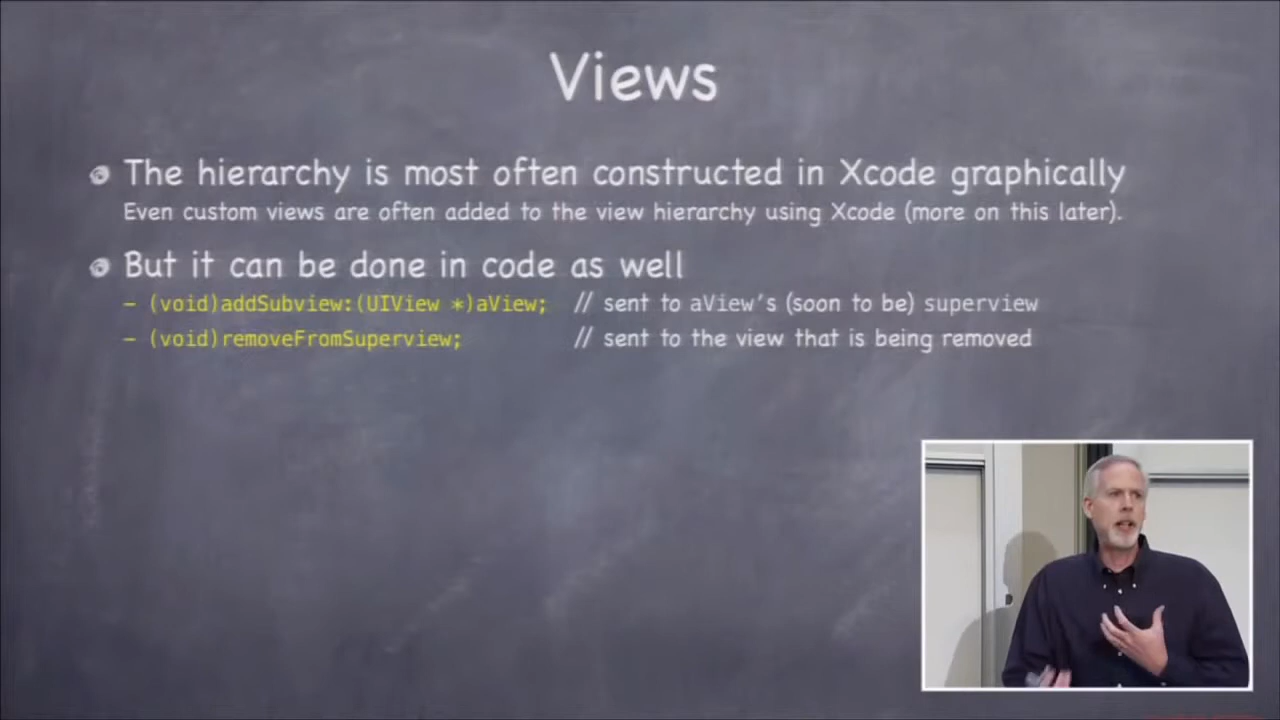 Views
The hierarchy is most often constructed in Xcode graphically
Even custom views are often added to the view hierarchy using Xcode (more on this later).
But it can be done in code as well
- (void)addSubview:(UIView *)aView; // sent to aView's (soon to be) superview
- (void)removeFromSuperview; // sent to the view that is being removed